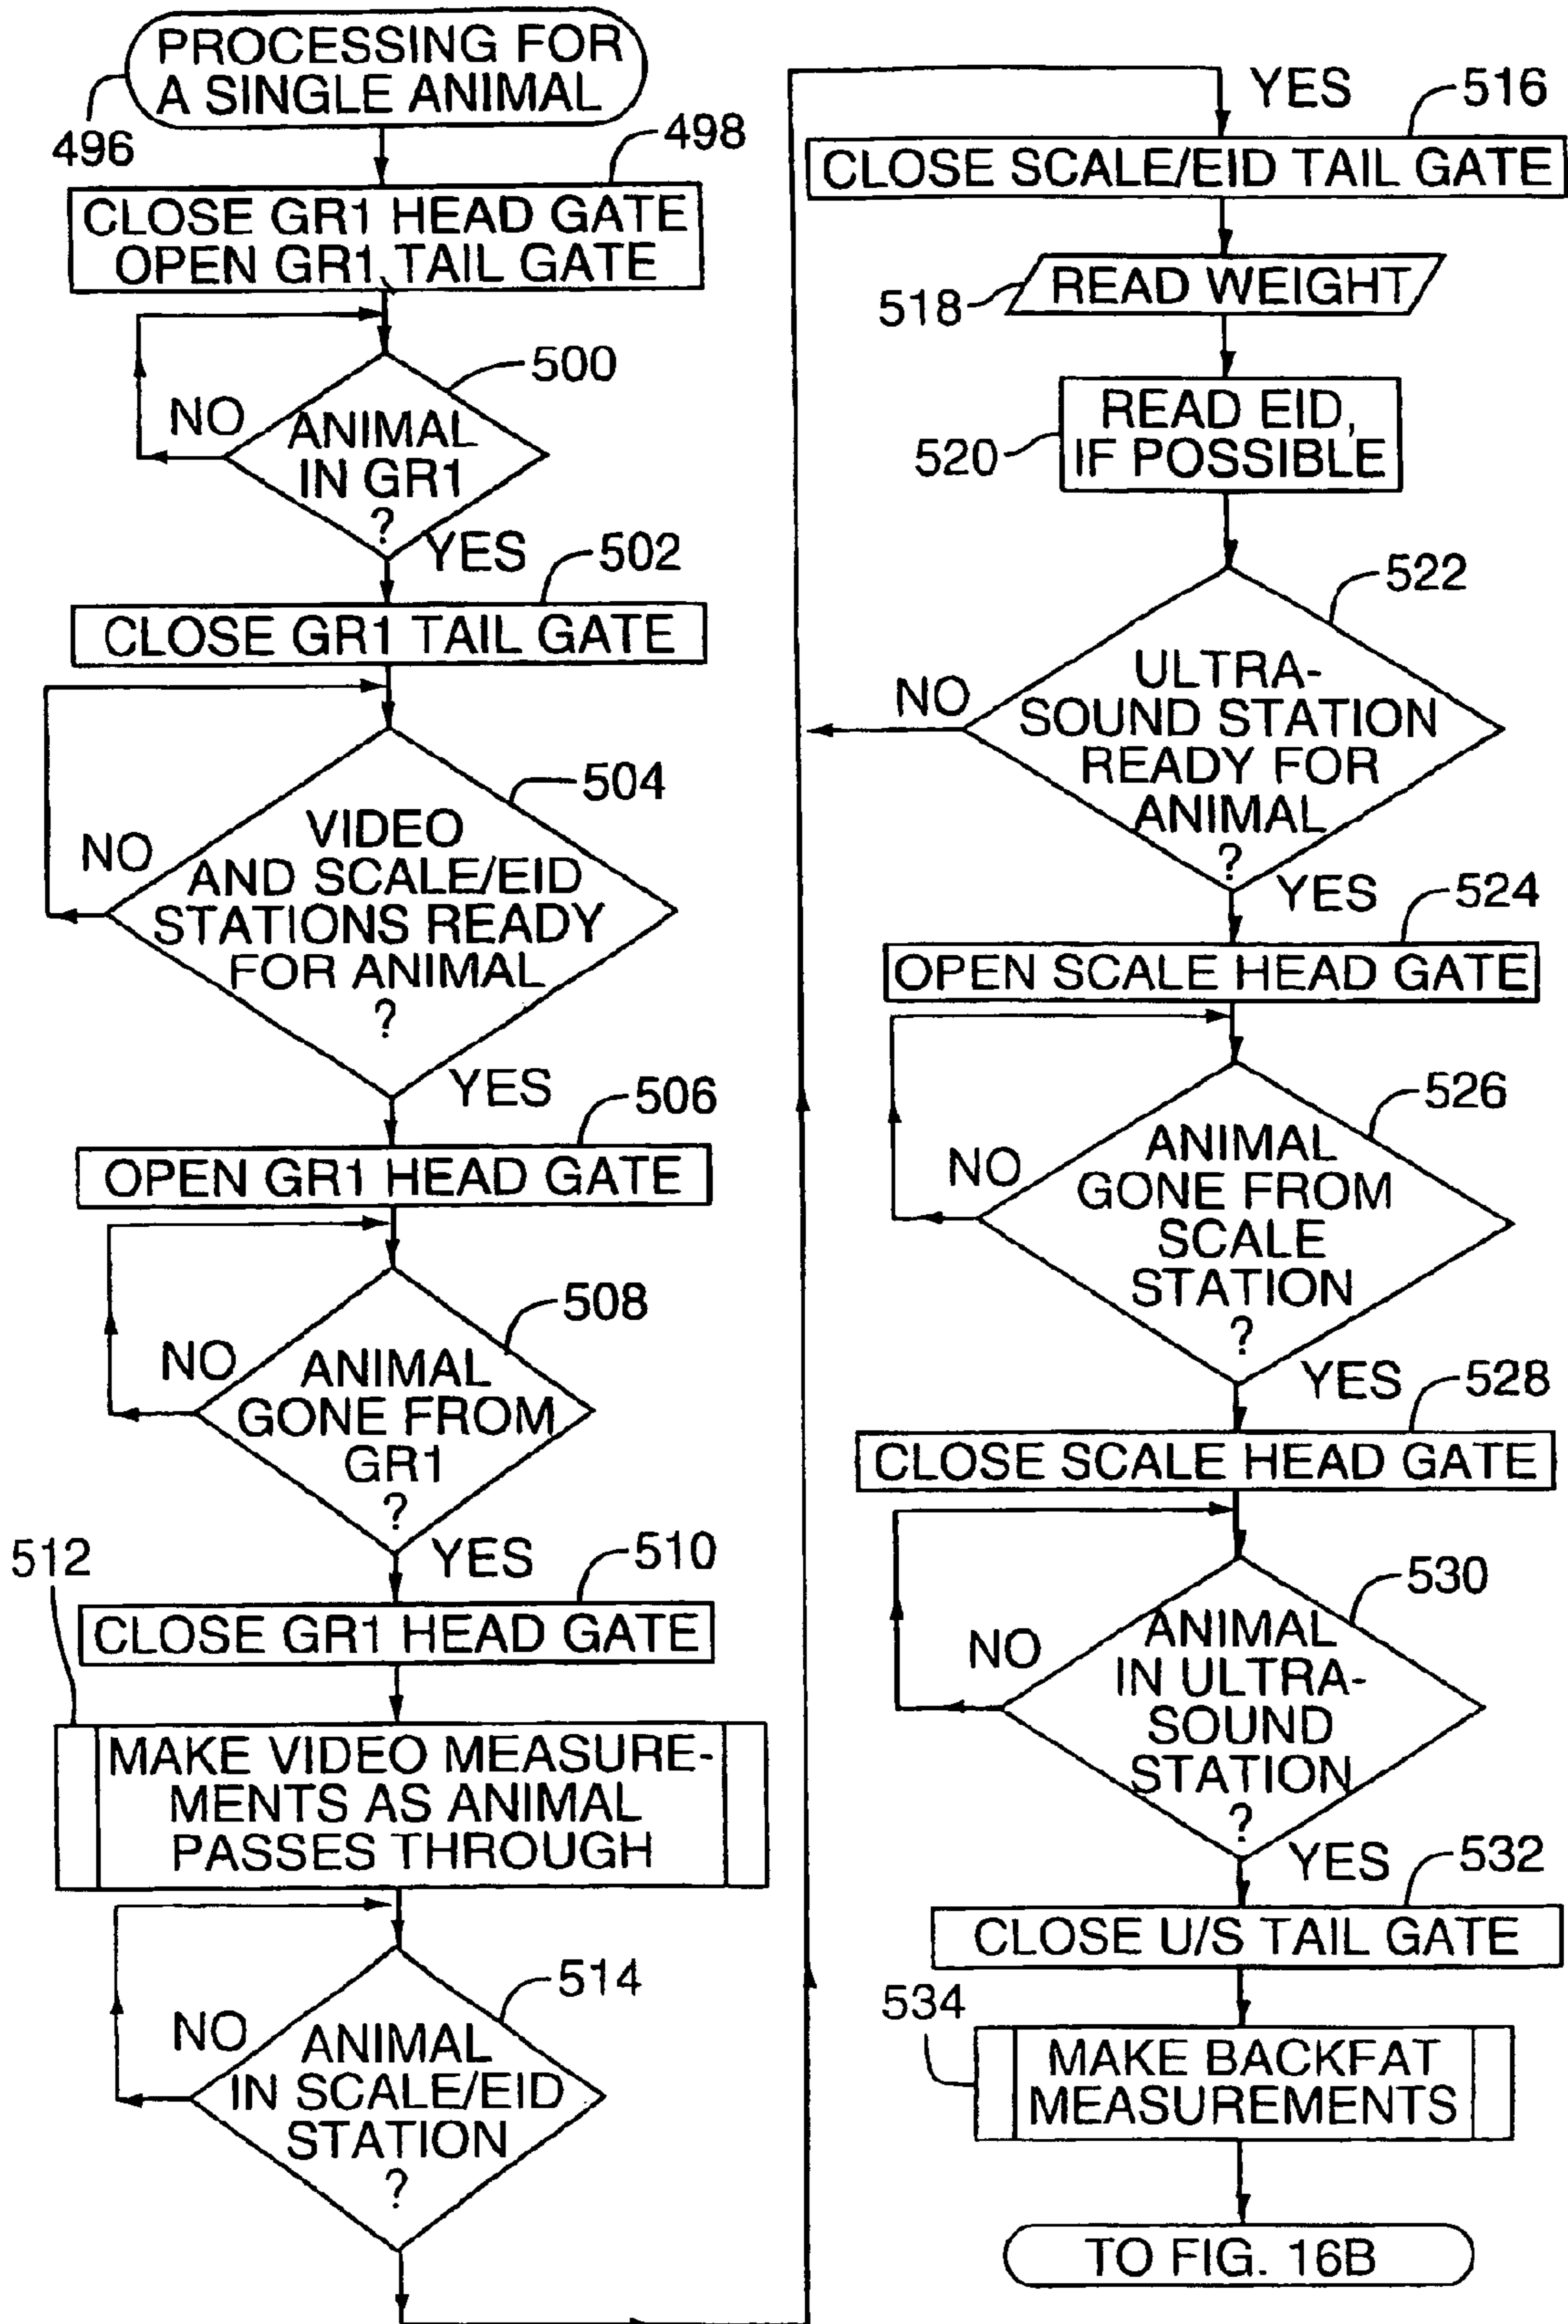 PROCESSING FOR
A SINGLE ANIMAL
496
498
CLOSE GR1 HEAD GATE
OPEN GR1 TAIL GATE
500
NO
ANIMAL
IN GR1
?
YES
502
CLOSE GR1 TAIL GATE
504
NO
VIDEO
AND SCALE/EID
STATIONS READY
FOR ANIMAL
?
YES
506
OPEN GR1 HEAD GATE
508
NO
ANIMAL
GONE FROM
GR1
?
YES
510
CLOSE GR1 HEAD GATE
512
MAKE VIDEO MEASURE-
MENTS AS ANIMAL
PASSES THROUGH
514
NO
ANIMAL
IN SCALE/EID
STATION
?
YES
516
CLOSE SCALE/EID TAIL GATE
518
READ WEIGHT
520
READ EID,
IF POSSIBLE
522
NO
ULTRA-
SOUND STATION
READY FOR
ANIMAL
?
YES
524
OPEN SCALE HEAD GATE
526
NO
ANIMAL
GONE FROM
SCALE
STATION
?
YES
528
CLOSE SCALE HEAD GATE
530
NO
ANIMAL
IN ULTRA-
SOUND
STATION
?
YES
532
CLOSE U/S TAIL GATE
534
MAKE BACKFAT
MEASUREMENTS
TO FIG. 16B